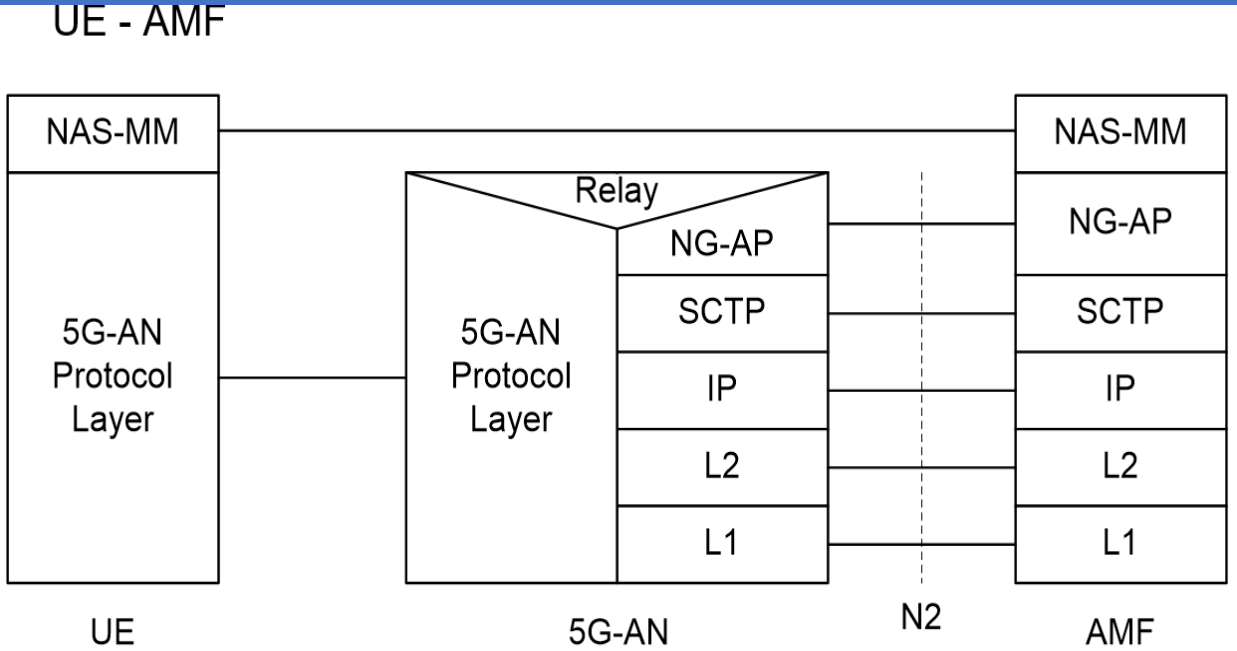 UE - AMF
NAS-MM
NAS-MM
Relay
NG-AP
NG-AP
SCTP
SCTP
5G-AN
Protocol
Layer
5G-AN
Protocol
Layer
IP
IP
L2
L2
L1
L1
UE
5G-AN
N2
AMF